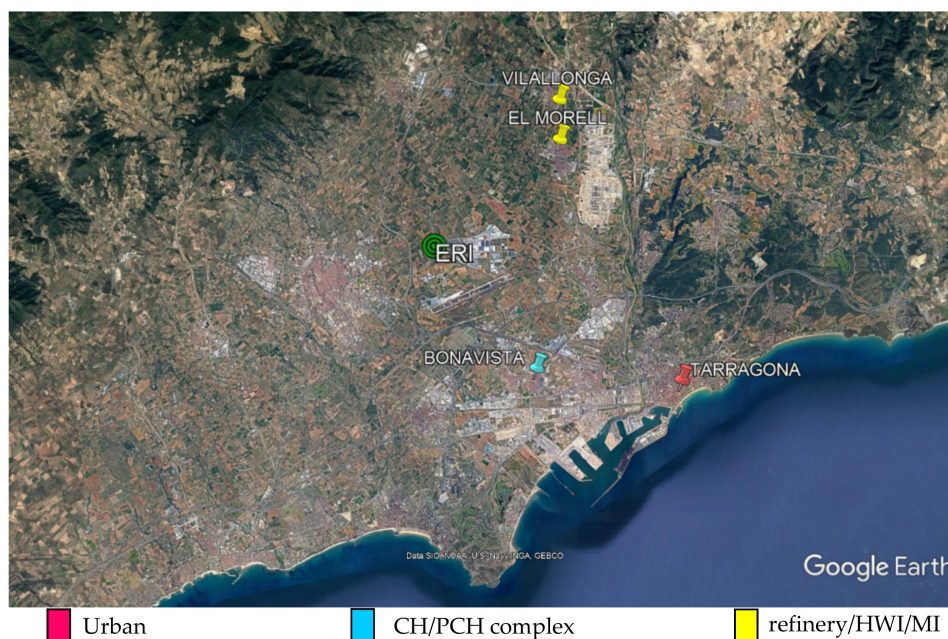 VILALLONGA
EL MORELL
ERI
BONAVISTA
TARRAGONA
Data SIO, NOAA, U.S. Navy, NGA, GEBCO
Google Earth
Urban
CH/PCH complex
refinery/HWI/MI